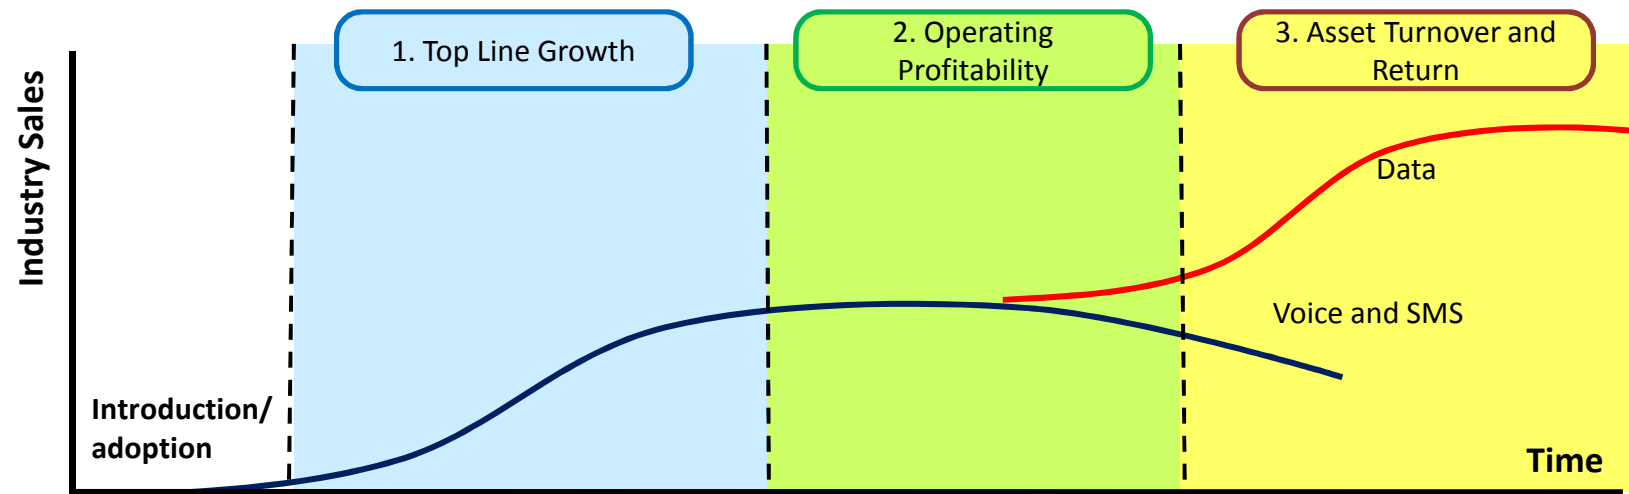 1. Top Line Growth
2. Operating
Profitability
3. Asset Turnover and
Return
Industry Sales
Data
Voice and SMS
Introduction/
adoption
Time